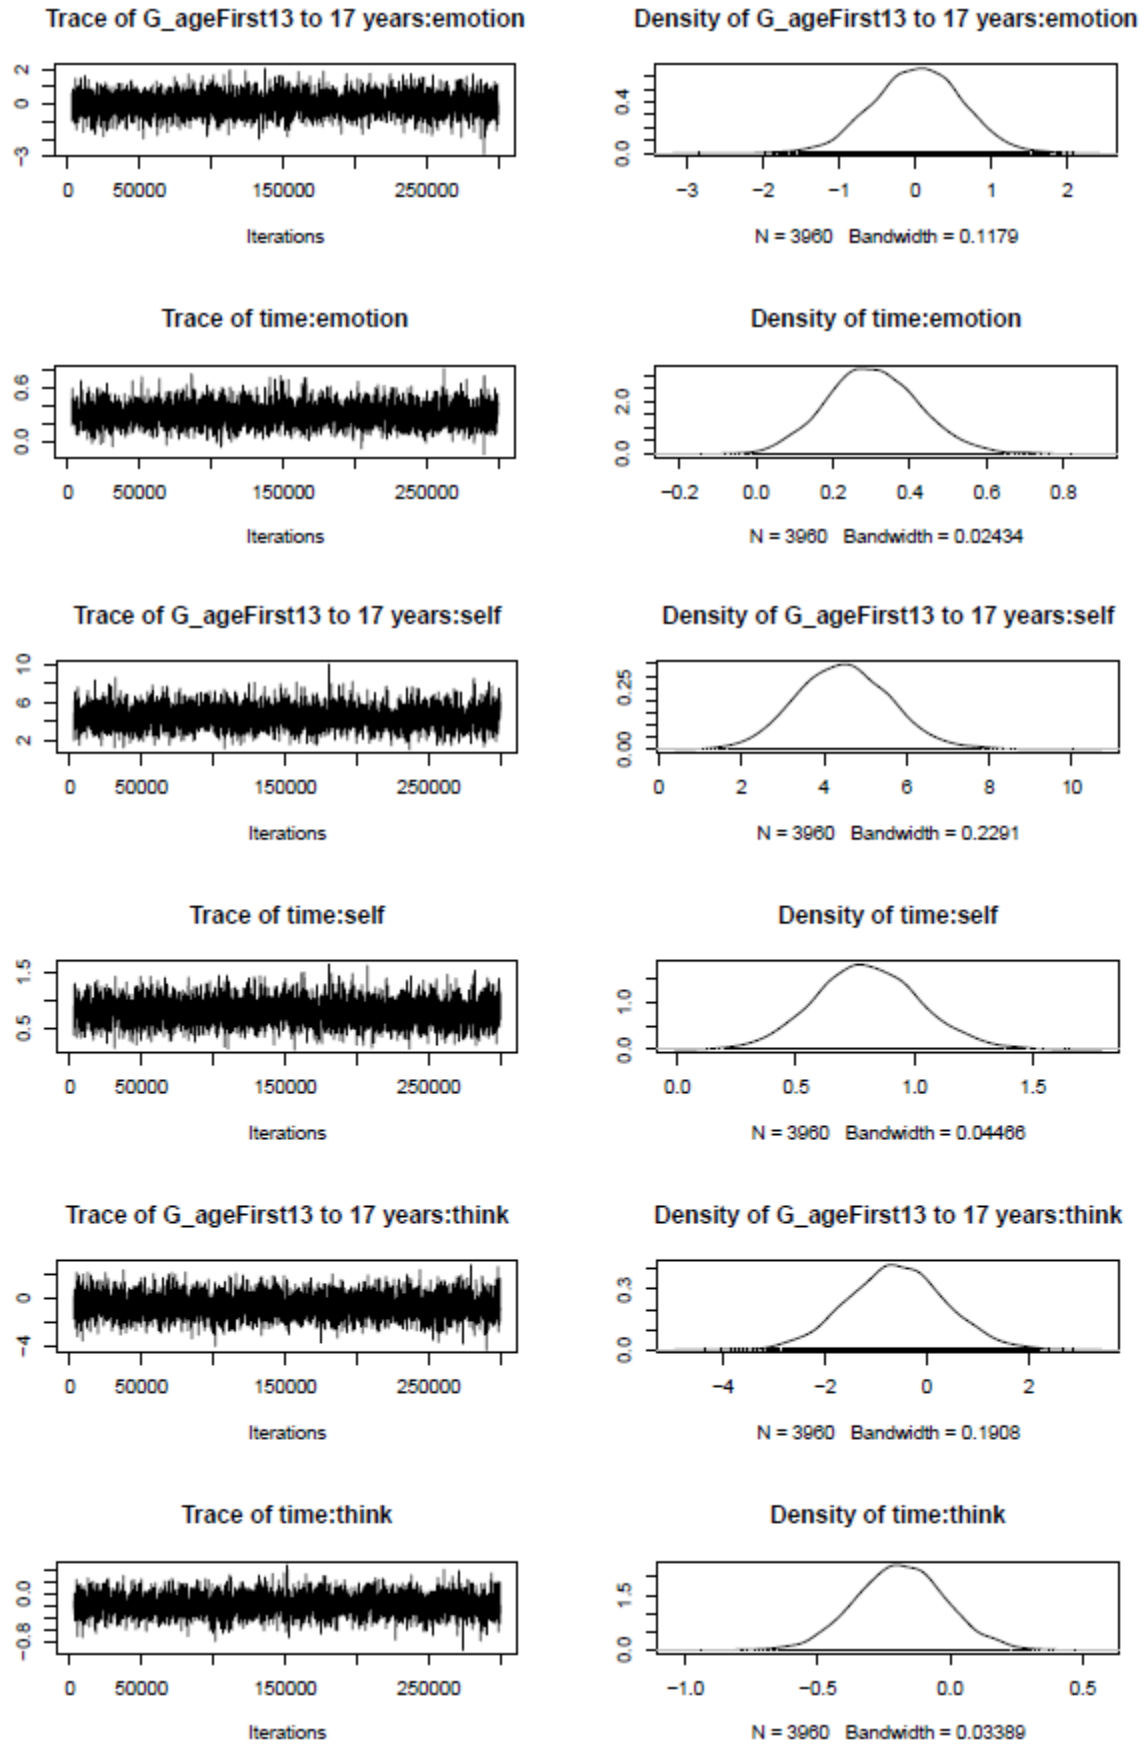 Trace of G_ageFirst13 to 17 years:emotion
2
0
−3
0 50000 150000 250000
Iterations
Density of G_ageFirst13 to 17 years:emotion
0.4
0.0
−3 −2 −1 0 1 2
N = 3960 Bandwidth = 0.1179
Trace of time:emotion
0.6
0.0
0 50000 150000 250000
Iterations
Density of time:emotion
2.0
0.0
−0.2 0.0 0.2 0.4 0.6 0.8
N = 3960 Bandwidth = 0.02434
Trace of G_ageFirst13 to 17 years:self
10
6
2
0 50000 150000 250000
Iterations
Density of G_ageFirst13 to 17 years:self
0.25
0.00
0 2 4 6 8 10
N = 3960 Bandwidth = 0.2291
Trace of time:self
1.5
0.5
0 50000 150000 250000
Iterations
Density of time:self
1.0
0.0
0.0 0.5 1.0 1.5
N = 3960 Bandwidth = 0.04466
Trace of G_ageFirst13 to 17 years:think
0
−4
0 50000 150000 250000
Iterations
Density of G_ageFirst13 to 17 years:think
0.3
0.0
−4 −2 0 2
N = 3960 Bandwidth = 0.1908
Trace of time:think
0.0
−0.8
0 50000 150000 250000
Iterations
Density of time:think
1.5
0.0
−1.0 −0.5 0.0 0.5
N = 3960 Bandwidth = 0.03389